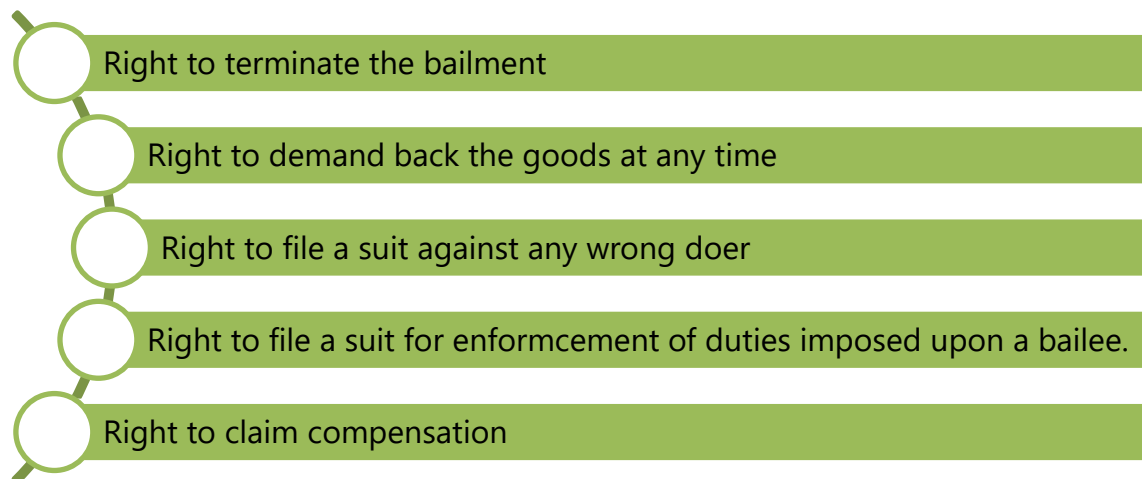 Right to terminate the bailment
Right to demand back the goods at any time
Right to file a suit against any wrong doer
Right to file a suit for enformcement of duties imposed upon a bailee.
Right to claim compensation